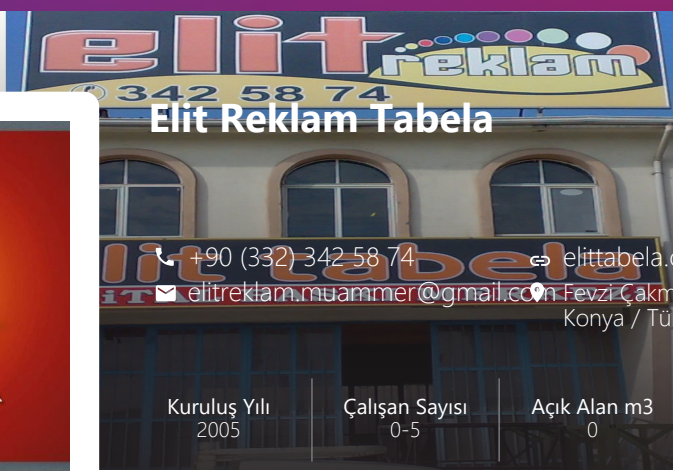 elit reklam
342 58 74
Elit Reklam Tabela
elit tabela
+90 (332) 342 58 74
elittabela.c
elitreklam.muammer@gmail.com
Fevzi Çakm
Konya / Tü
Kuruluş Yılı
2005
Çalışan Sayısı
0-5
Açık Alan m3
0